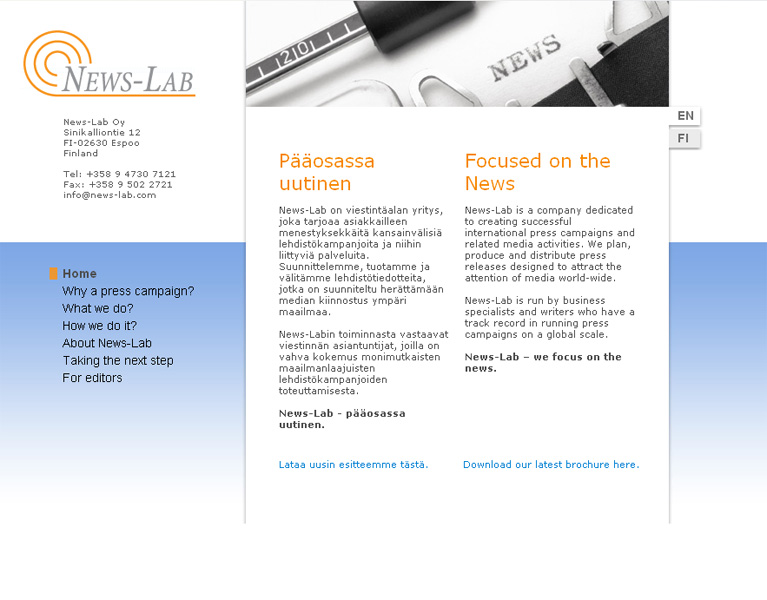 210
NEWS
NEWS-LAB
News-Lab Oy
Sinikalliontie 12
FI-02630 Espoo
Finland
Tel: +358 9 4730 7121
Fax: +358 9 502 2721
info@news-lab.com
EN
FI
Home
Why a press campaign?
What we do?
How we do it?
About News-Lab
Taking the next step
For editors
Pääosassa
uutinen
News-Lab on viestintäalan yritys,
joka tarjoaa asiakkailleen
menestyksekkäitä kansainvälisiä
lehdistökampanjoita ja niihin
liittyviä palveluita.
Suunnittelemme, tuotamme ja
välitämme lehdistötiedotteita,
jotka on suunniteltu herättämään
median kiinnostus ympäri
maailmaa.
News-Labin toiminnasta vastaavat
viestinnän asiantuntijat, joilla on
vahva kokemus monimutkaisten
maailmanlaajuisten
lehdistökampanjoiden
toteuttamisesta.
News-Lab - pääosassa
uutinen.
Lataa uusin esitteemme tästä.
Focused on the
News
News-Lab is a company dedicated
to creating successful
international press campaigns and
related media activities. We plan,
produce and distribute press
releases designed to attract the
attention of media world-wide.
News-Lab is run by business
specialists and writers who have a
track record in running press
campaigns on a global scale.
News-Lab – we focus on the
news.
Download our latest brochure here.